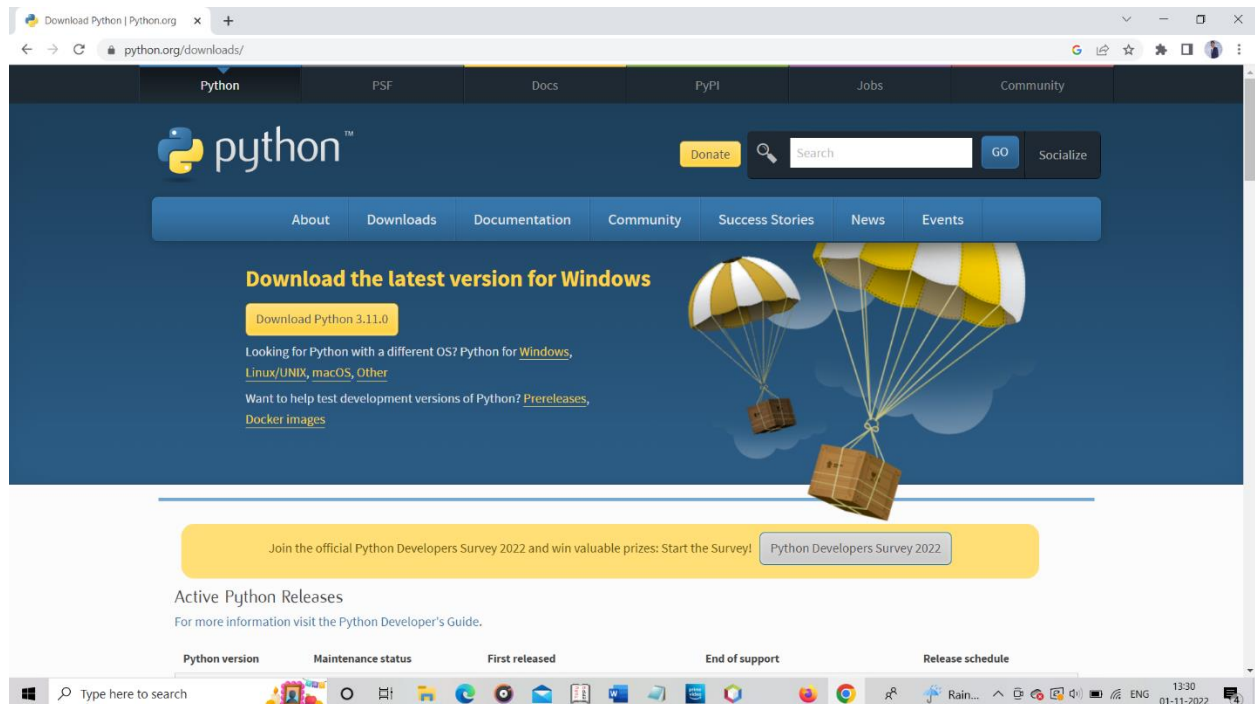 Download Python | Python.org
python.org/downloads/
Python PSF Docs PyPI Jobs Community
python™
Donate Search GO Socialize
About Downloads Documentation Community Success Stories News Events
Download the latest version for Windows
Download Python 3.11.0
Looking for Python with a different OS? Python for Windows,
Linux/UNIX, macOS, Other
Want to help test development versions of Python? Prereleases,
Docker images
Join the official Python Developers Survey 2022 and win valuable prizes: Start the Survey! Python Developers Survey 2022
Active Python Releases
For more information visit the Python Developer's Guide.
Python version Maintenance status First released End of support Release schedule
Type here to search Rain... ENG 13:30
01-11-2022 4